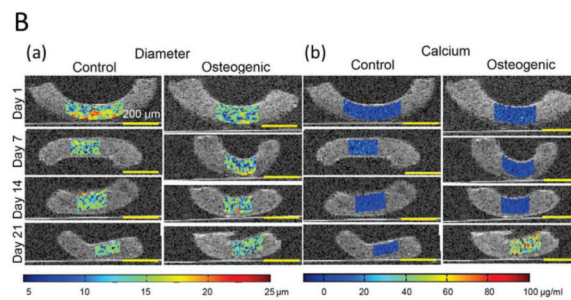 B
(a) Diameter (b) Calcium
Control Osteogenic Control Osteogenic
Day 1
200 μm
Day 7
Day 14
Day 21
5 10 15 20 25 μm 0 20 40 60 80 100 μg/ml